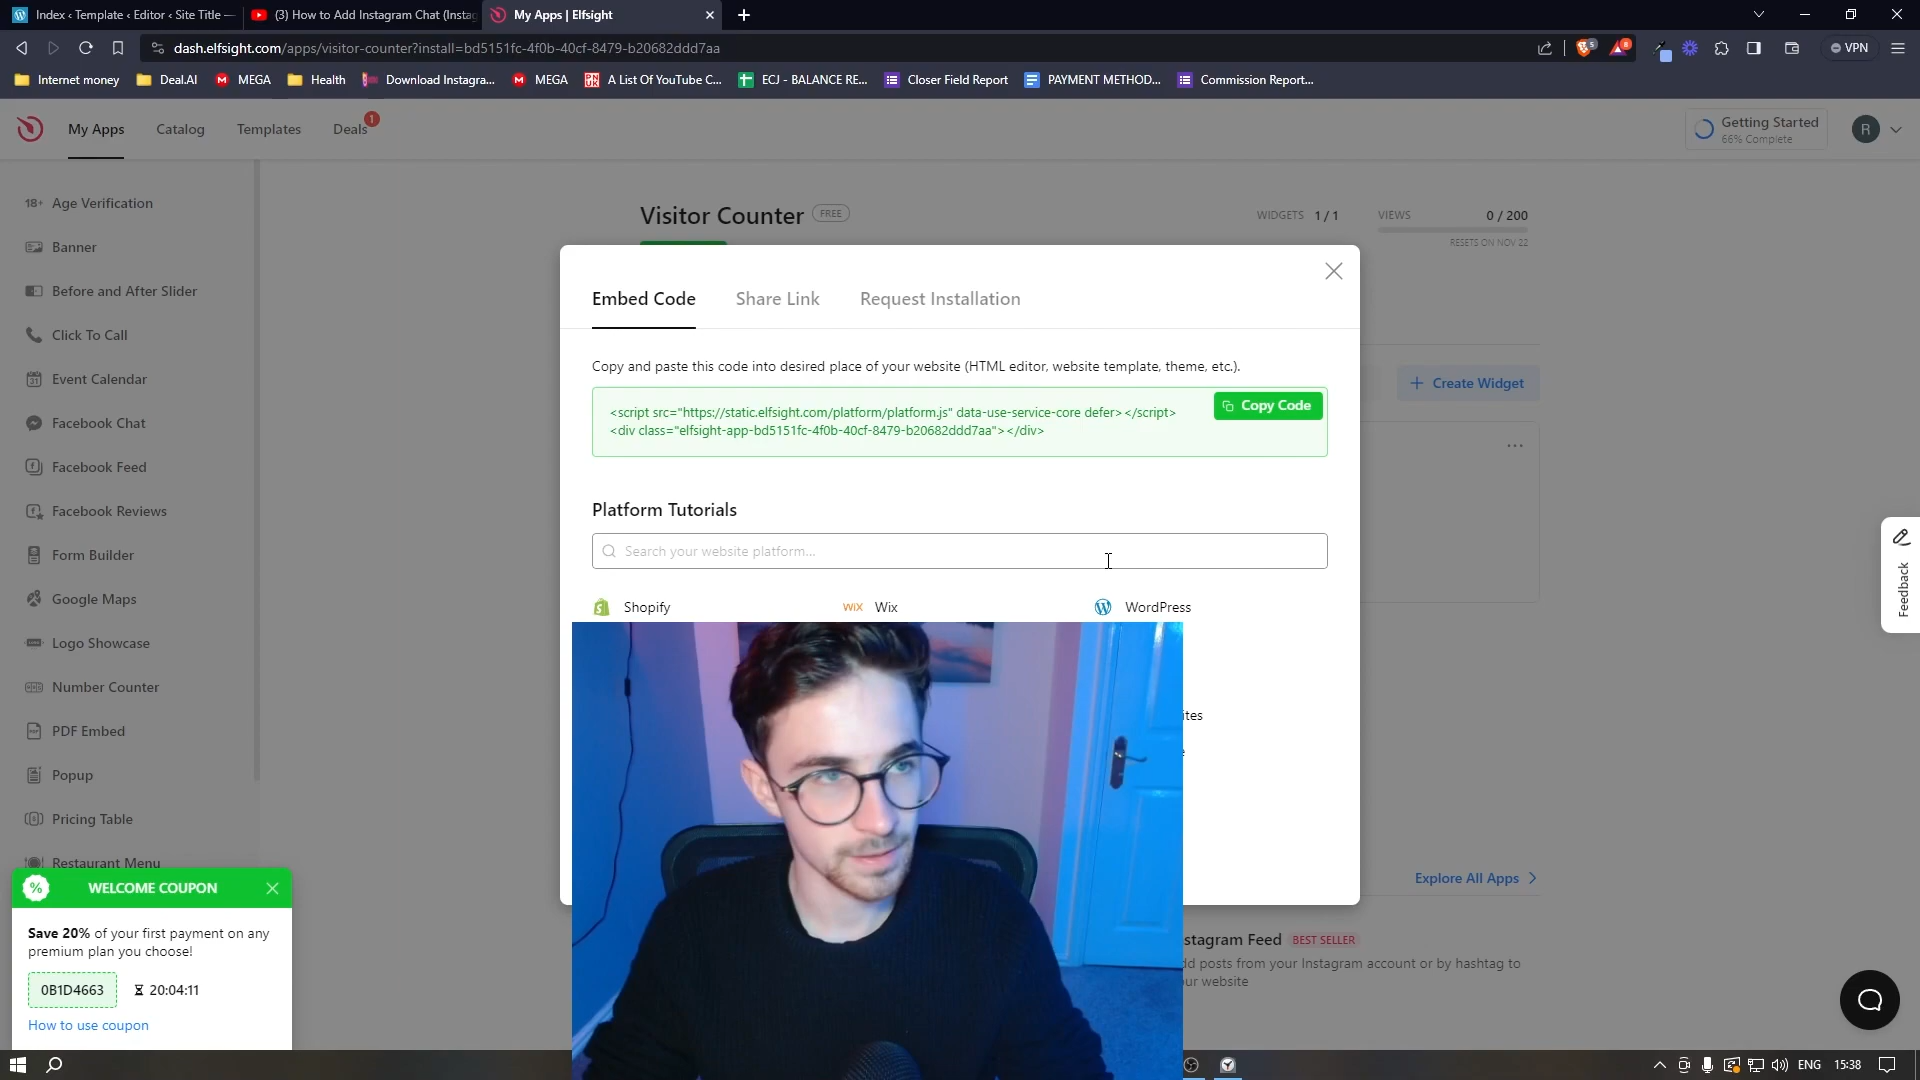 Index ‹ Template ‹ Editor ‹ Site Title —
(3) How to Add Instagram Chat (Insta
My Apps | Elfsight
dash.elfsight.com/apps/visitor-counter?install=bd5151fc-4f0b-40cf-8479-b20682ddd7aa
VPN
Internet money
Deal.AI
MEGA
Health
Download Instagra...
MEGA
A List Of YouTube C...
ECJ - BALANCE RE...
Closer Field Report
PAYMENT METHOD...
Commission Report...
My Apps
Catalog
Templates
Deals
1
Getting Started
66% Complete
R
18+ Age Verification
Banner
Before and After Slider
Click To Call
Event Calendar
Facebook Chat
Facebook Feed
Facebook Reviews
Form Builder
Google Maps
Logo Showcase
Number Counter
PDF Embed
Popup
Pricing Table
Restaurant Menu
Visitor Counter FREE
WIDGETS 1 / 1
VIEWS 0 / 200
RESETS ON NOV 22
Create Widget
Embed Code
Share Link
Request Installation
Copy and paste this code into desired place of your website (HTML editor, website template, theme, etc.).
<script src="https://static.elfsight.com/platform/platform.js" data-use-service-core defer></script>
<div class="elfsight-app-bd5151fc-4f0b-40cf-8479-b20682ddd7aa"></div>
Copy Code
Platform Tutorials
Search your website platform...
Shopify
WIX Wix
WordPress
ites
e
Feedback
Explore All Apps
stagram Feed BEST SELLER
dd posts from your Instagram account or by hashtag to
our website
% WELCOME COUPON
Save 20% of your first payment on any
premium plan you choose!
0B1D4663
20:04:11
How to use coupon
ENG
15:38